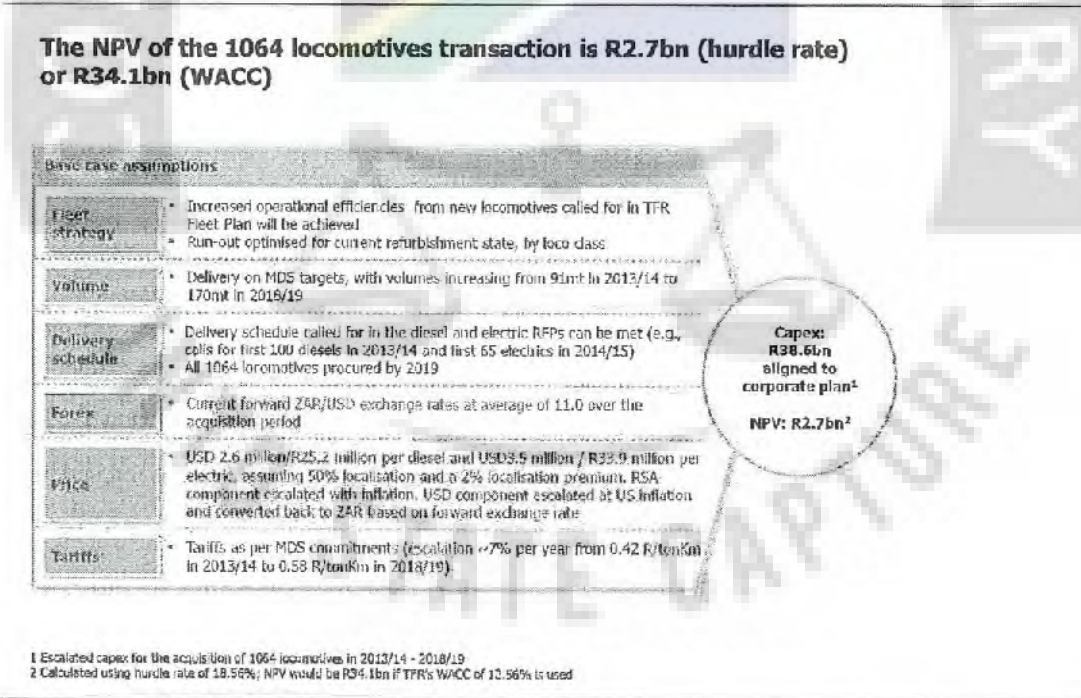 The NPV of the 1064 locomotives transaction is R2.7bn (hurdle rate)
or R34.1bn (WACC)
Base case assumptions
Fleet
strategy
• Increased operational efficiencies from new locomotives called for in TFR
Fleet Plan will be achieved
• Run-out optimised for current refurbishment state, by loco class
Volume
• Delivery on MDS targets, with volumes increasing from 91mt in 2013/14 to
170mt in 2018/19
Delivery
schedule
• Delivery schedule called for in the diesel and electric RFPs can be met (e.g.,
calls for first 100 diesels in 2013/14 and first 65 electrics in 2014/15)
• All 1064 locomotives procured by 2019
Forex
• Current forward ZAR/USD exchange rates at average of 11.0 over the
acquisition period
Price
• USD 2.6 million/R25.2 million per diesel and USD3.5 million / R33.9 million per
electric, assuming 50% localisation and a 2% localisation premium. RSA
component escalated with inflation. USD component escalated at US inflation
and converted back to ZAR based on forward exchange rate
Tariffs
• Tariffs as per MDS commitments (escalation ~7% per year from 0.42 R/tonKm
in 2013/14 to 0.58 R/tonKm in 2018/19)
Capex:
R38.6bn
aligned to
corporate plan¹
NPV: R2.7bn²
1 Escalated capex for the acquisition of 1064 locomotives in 2013/14 - 2018/19
2 Calculated using hurdle rate of 18.56%; NPV would be R34.1bn if TFR's WACC of 13.56% is used
RY
TATE CAPTURE